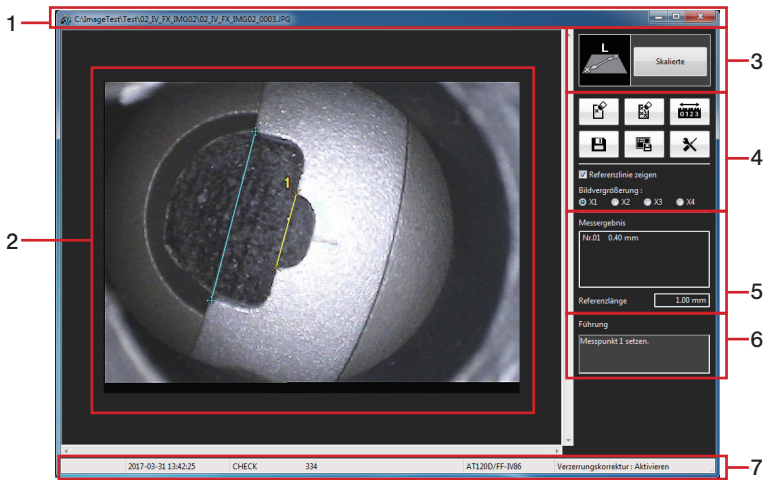 C:\ImageTest\Test\02_IV_FX_IMG02\02_IV_FX_IMG02_0003.JPG
1
L
Skalierte
3
0123
4
Referenzlinie zeigen
Bildvergrößerung :
X1 X2 X3 X4
1
2
Messergebnis
Nr.01 0.40 mm
Referenzlänge 1.00 mm
5
Führung
Messpunkt 1 setzen.
6
2017-03-31 13:42:25 CHECK 334 AT120D/FF-IV86 Verzerrungskorrektur : Aktivieren
7